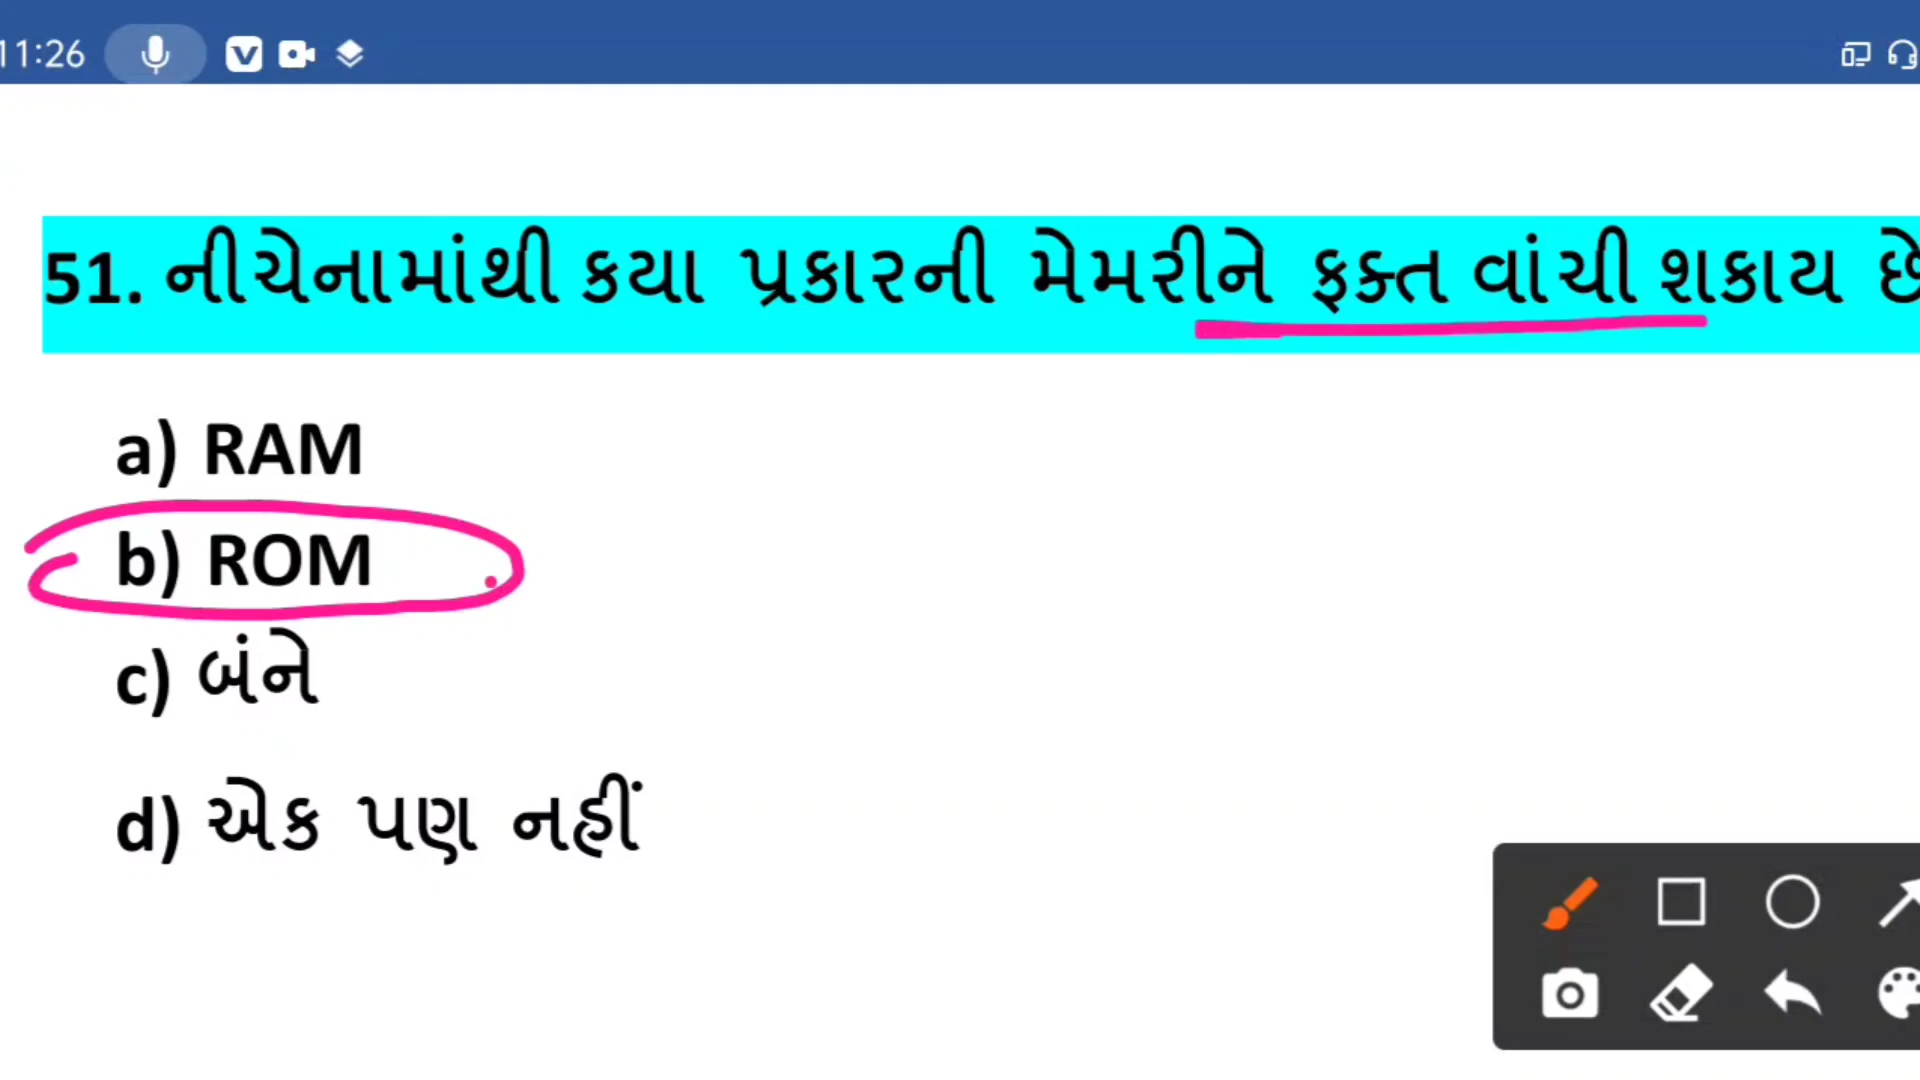 11:26
51. નીચેનામાંથી કયા પ્રકારની મેમરીને ફક્ત વાંચી શકાય છે
a) RAM
b) ROM
c) બંને
d) એક પણ નહીં